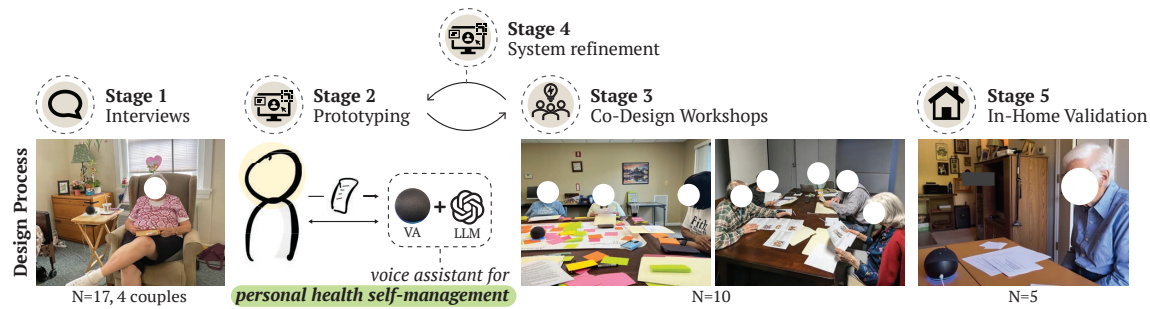 Stage 4
System refinement
Stage 1
Interviews
Stage 2
Prototyping
Stage 3
Co-Design Workshops
Stage 5
In-Home Validation
Design Process
VA
+
LLM
voice assistant for
personal health self-management
N=17, 4 couples
N=10
N=5